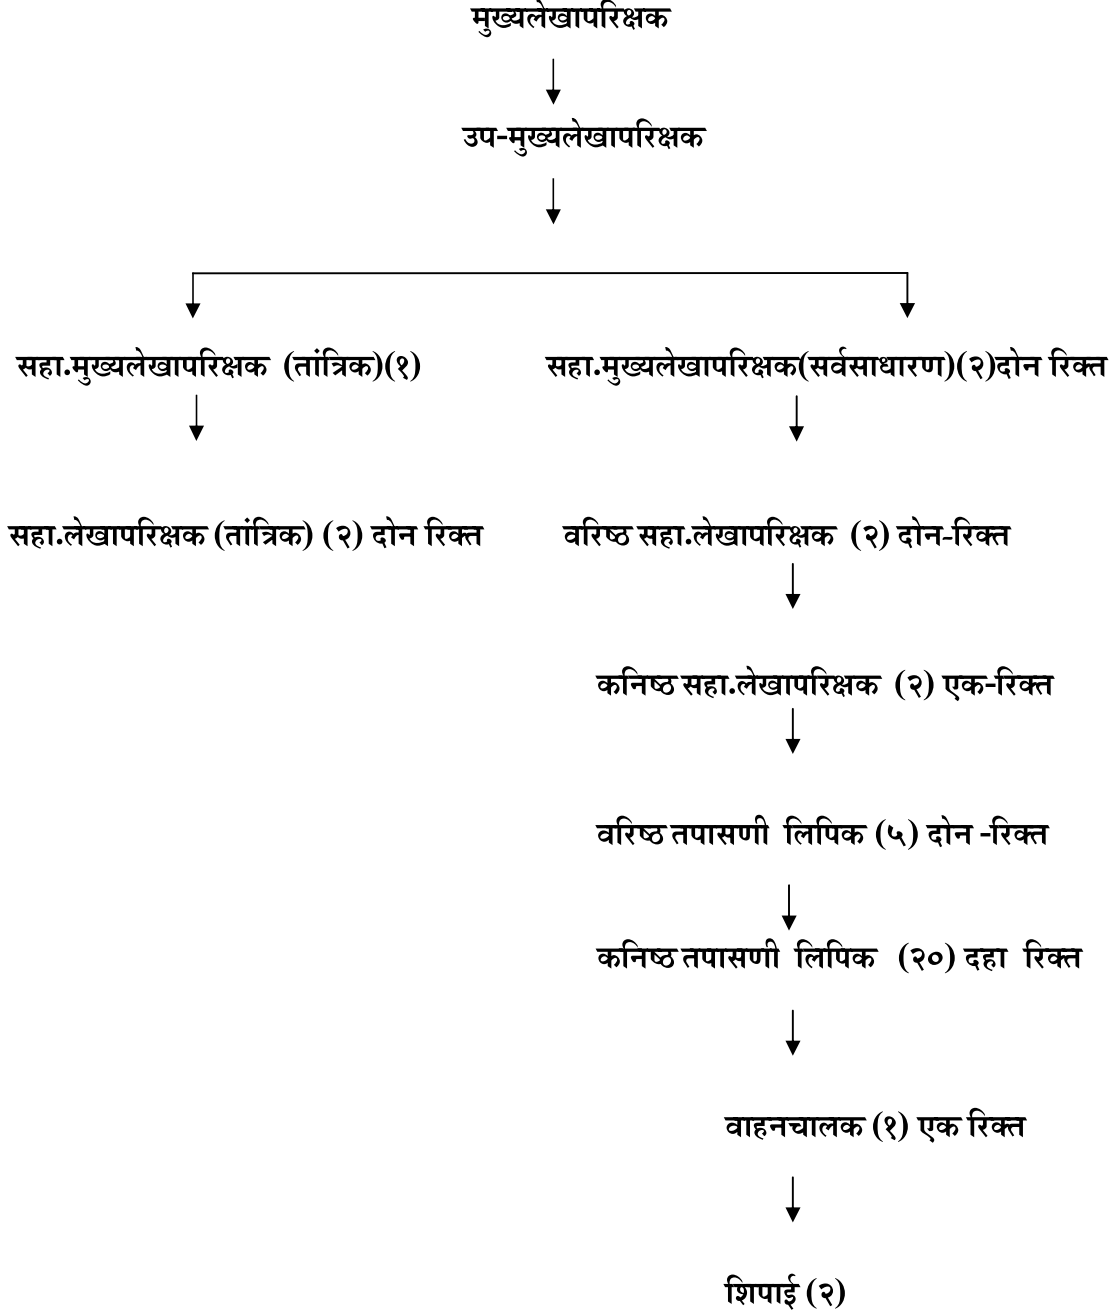 मुख्यलेखापरिक्षक
उप-मुख्यलेखापरिक्षक
सहा.मुख्यलेखापरिक्षक (तांत्रिक)(१)
सहा.मुख्यलेखापरिक्षक(सर्वसाधारण)(२)दोन रिक्त
सहा.लेखापरिक्षक (तांत्रिक) (२) दोन रिक्त
वरिष्ठ सहा.लेखापरिक्षक (२) दोन-रिक्त
कनिष्ठ सहा.लेखापरिक्षक (२) एक-रिक्त
वरिष्ठ तपासणी लिपिक (५) दोन -रिक्त
कनिष्ठ तपासणी लिपिक (२०) दहा रिक्त
वाहनचालक (१) एक रिक्त
शिपाई (२)